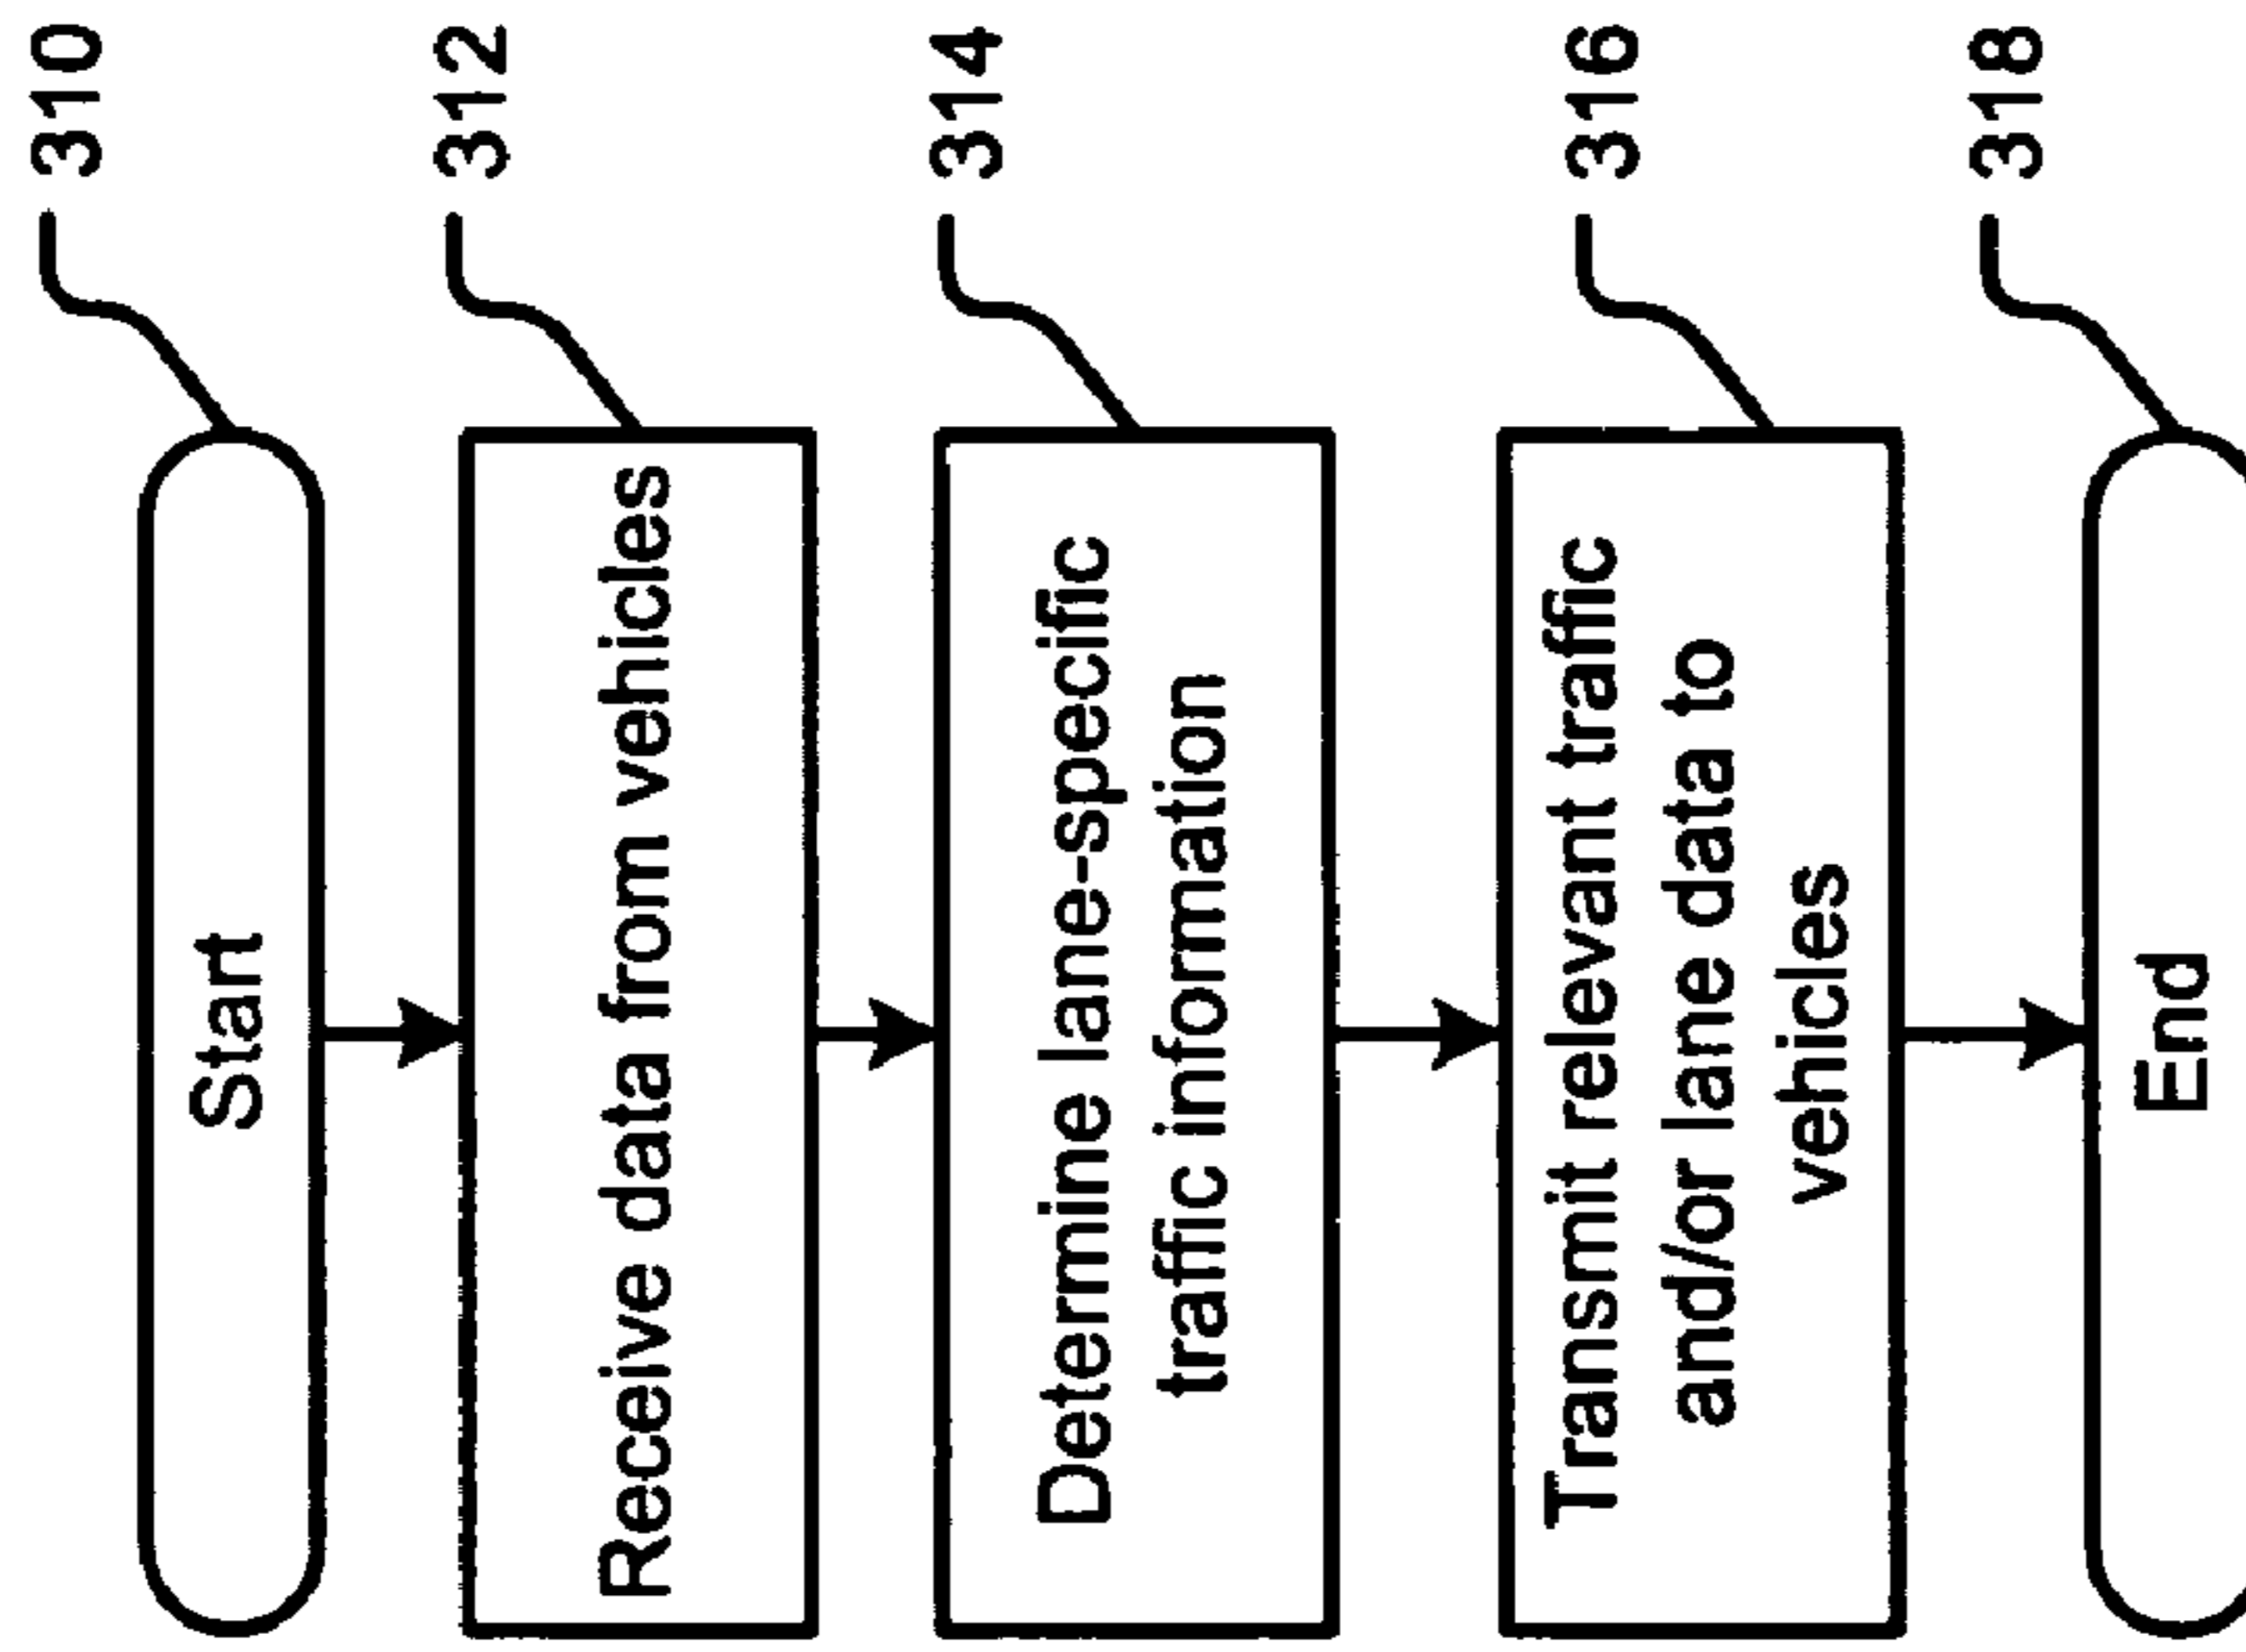 310
Start
312
Receive data from vehicles
314
Determine lane-specific
traffic information
316
Transmit relevant traffic
and/or lane data to
vehicles
318
End